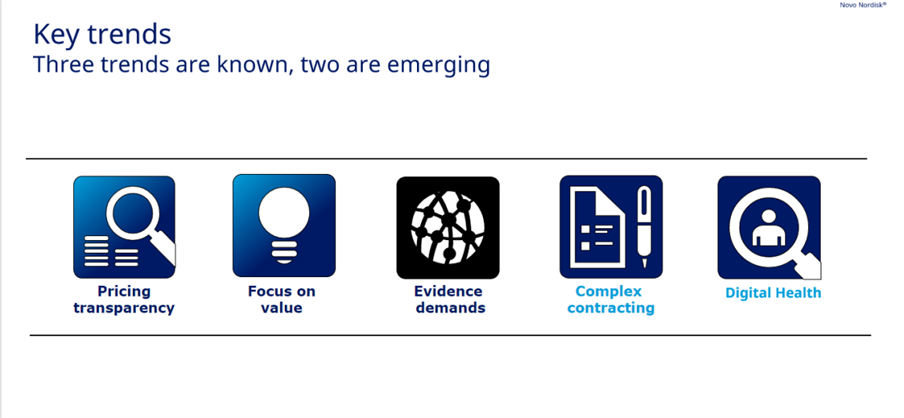 Novo Nordisk®
Key trends
Three trends are known, two are emerging
Pricing
transparency
Focus on
value
Evidence
demands
Complex
contracting
Digital Health